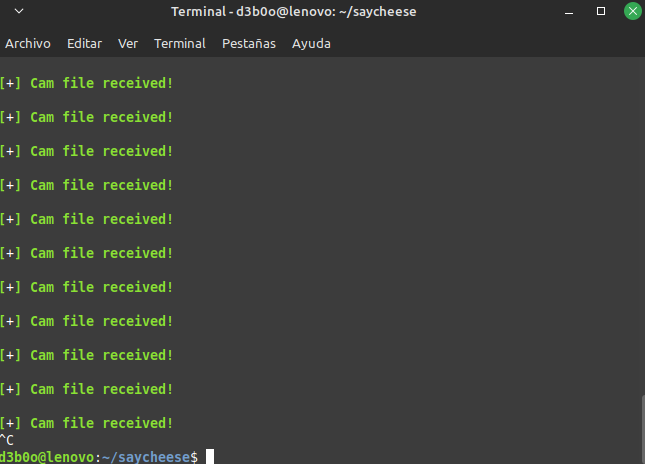 Terminal - d3b0o@lenovo: ~/saycheese
Archivo Editar Ver Terminal Pestañas Ayuda
[+] Cam file received!
[+] Cam file received!
[+] Cam file received!
[+] Cam file received!
[+] Cam file received!
[+] Cam file received!
[+] Cam file received!
[+] Cam file received!
[+] Cam file received!
[+] Cam file received!
[+] Cam file received!
^C
d3b0o@lenovo:~/saycheese$